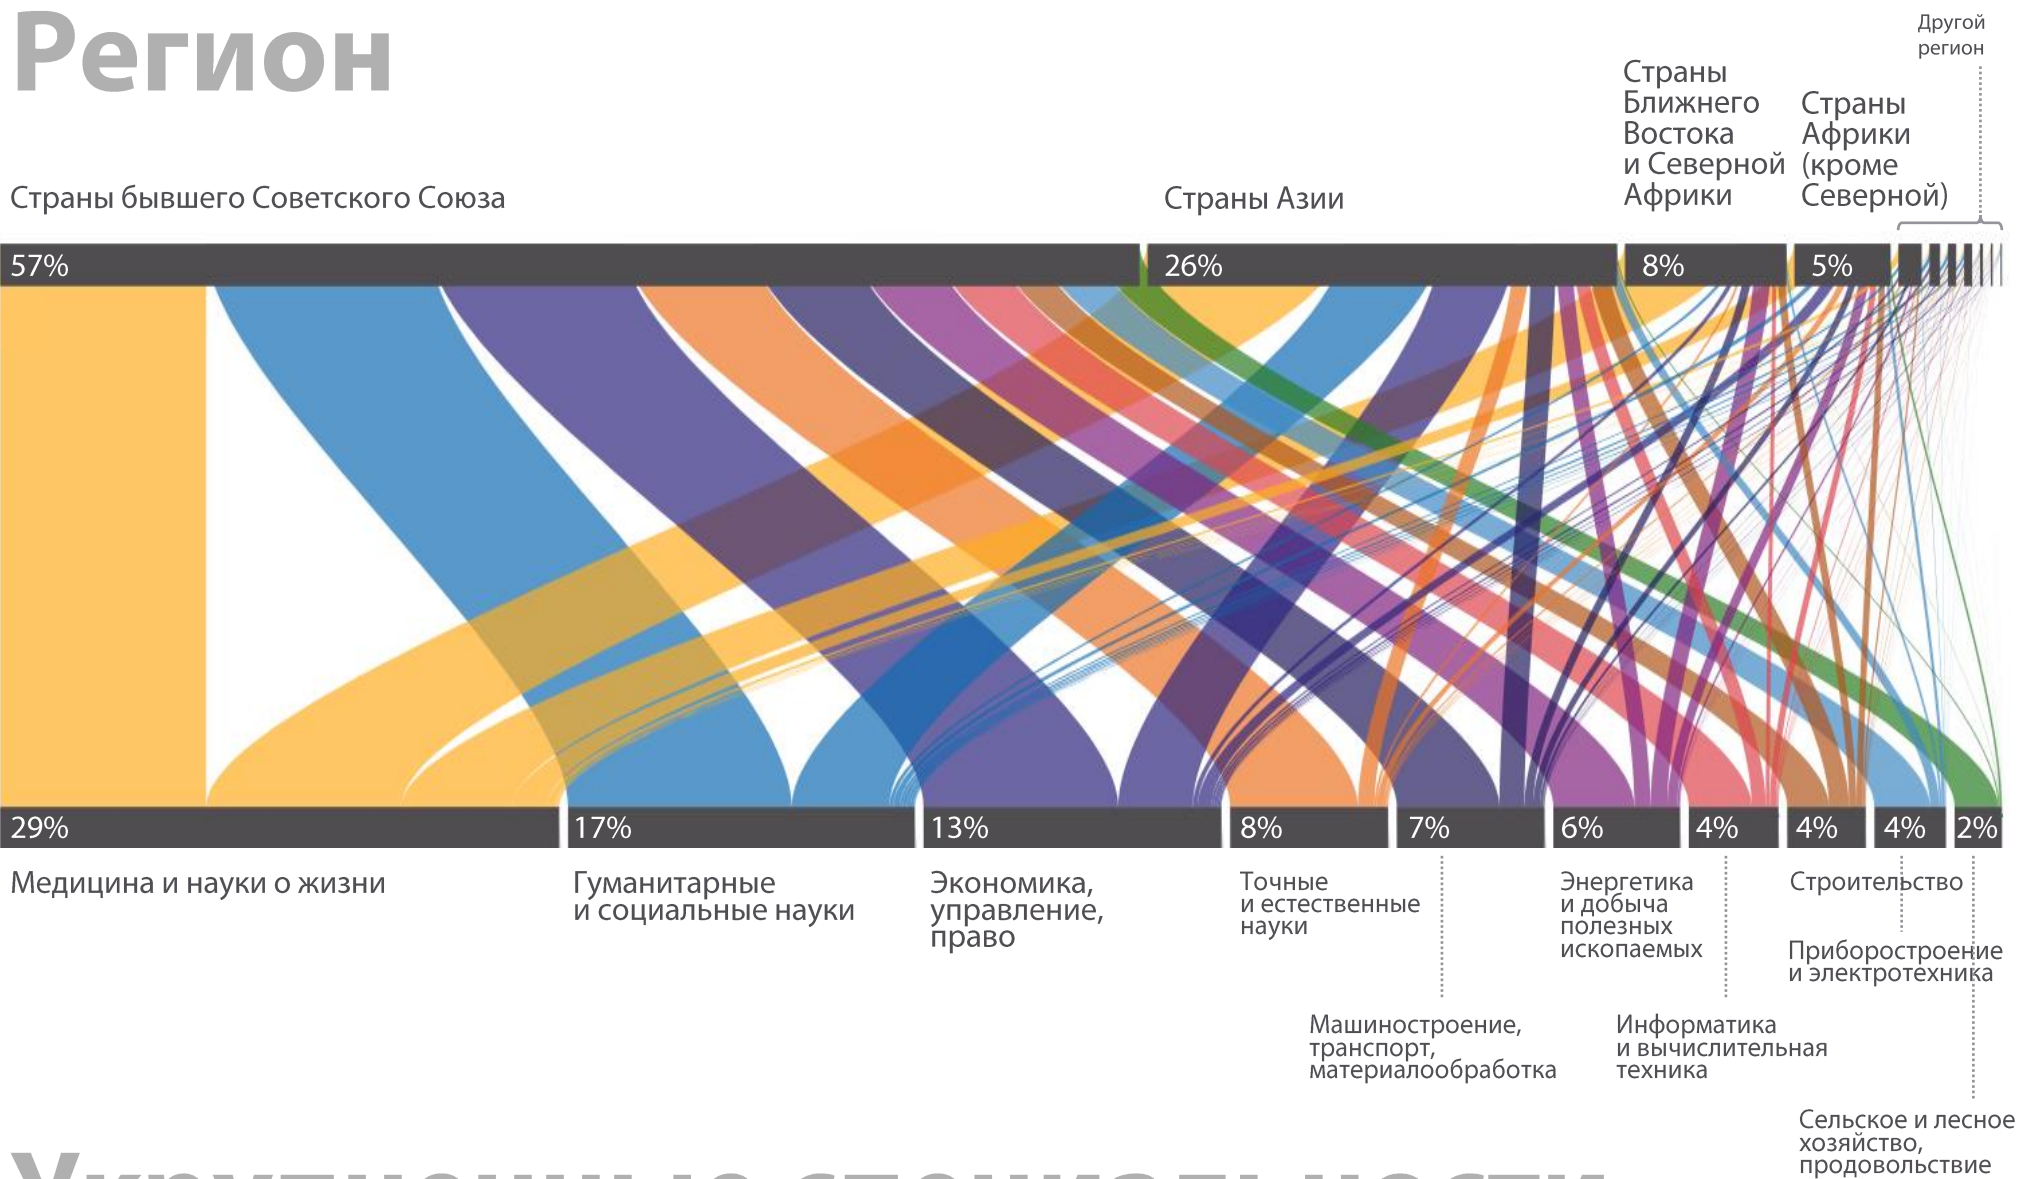 Регион
Другой
регион
Страны
Ближнего
Востока
и Северной
Африки
Страны
Африки
(кроме
Северной)
Страны бывшего Советского Союза
Страны Азии
57%
26%
8%
5%
29%
17%
13%
8%
7%
6%
4%
4%
4%
2%
Медицина и науки о жизни
Гуманитарные
и социальные науки
Экономика,
управление,
право
Точные
и естественные
науки
Энергетика
и добыча
полезных
ископаемых
Строительство
Приборостроение
и электротехника
Машиностроение,
транспорт,
материалообработка
Информатика
и вычислительная
техника
Сельское и лесное
хозяйство,
продовольствие
Укрупненные специальности